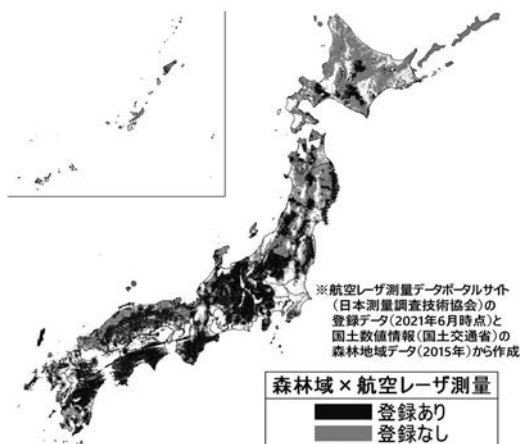 ※航空レーザ測量データポータルサイト
(日本測量調査技術協会)の
登録データ(2021年6月時点)と
国土数値情報(国土交通省)の
森林地域データ(2015年)から作成
森林域×航空レーザ測量
登録あり
登録なし